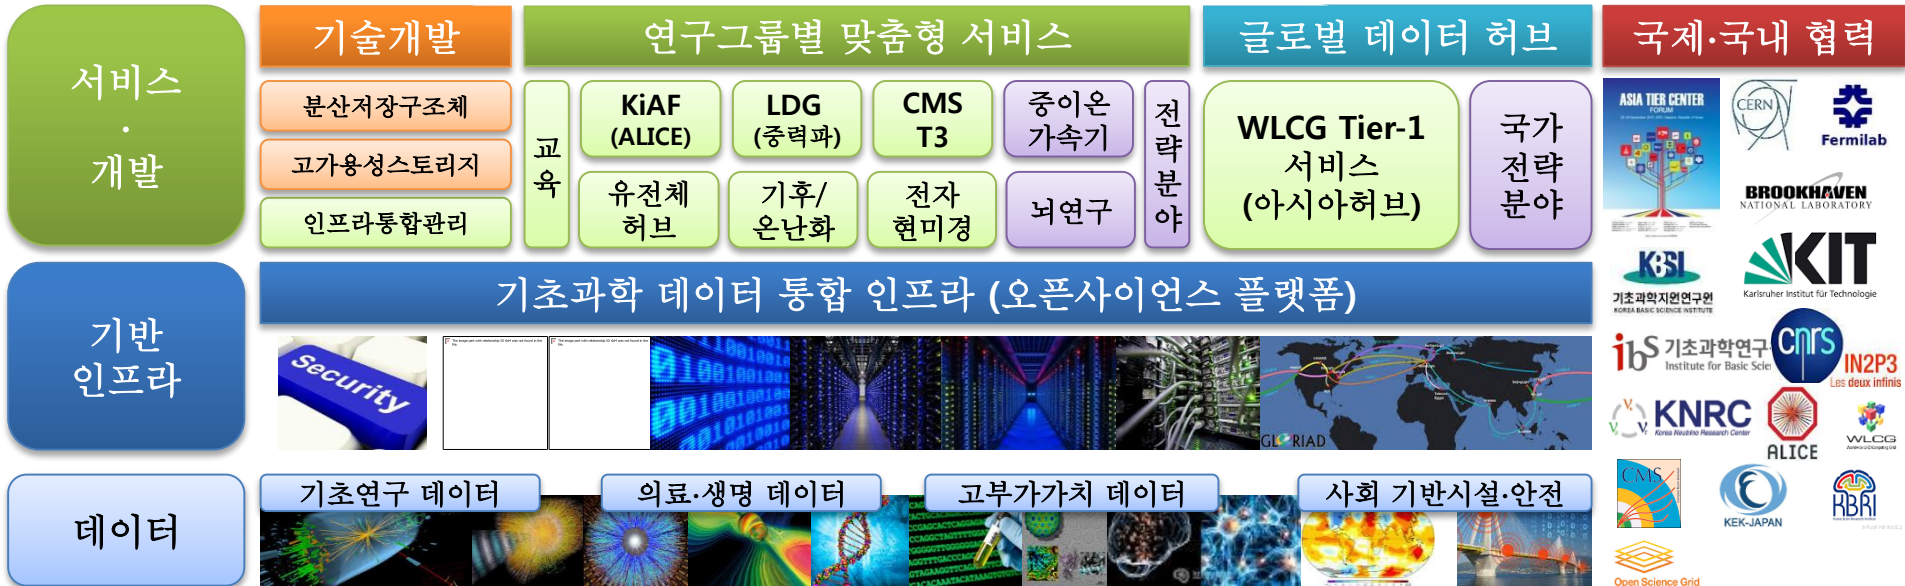 서비스
·
개발
기술개발
분산저장구조체
고가용성스토리지
인프라통합관리
연구그룹별 맞춤형 서비스
교
육
KiAF
(ALICE)
LDG
(중력파)
CMS
T3
중이온
가속기
유전체
허브
기후/
온난화
전자
현미경
뇌연구
전
략
분
야
글로벌 데이터 허브
WLCG Tier-1
서비스
(아시아허브)
국가
전략
분야
국제·국내 협력
ASIA TIER CENTER
FORUM
CERN
Fermilab
BROOKHAVEN
NATIONAL LABORATORY
KBSI
기초과학지원연구원
KOREA BASIC SCIENCE INSTITUTE
KIT
Karlsruher Institut für Technologie
ibs 기초과학연구
Institute for Basic Scie
cnrs
IN2P3
Les deux infinis
KNRC
Korea Neutrino Research Center
ALICE
WLCG
CMS
KEK-JAPAN
KBRI
Open Science Grid
기반
인프라
기초과학 데이터 통합 인프라 (오픈사이언스 플랫폼)
Security
GLORIAD
데이터
기초연구 데이터
의료·생명 데이터
고부가가치 데이터
사회 기반시설·안전